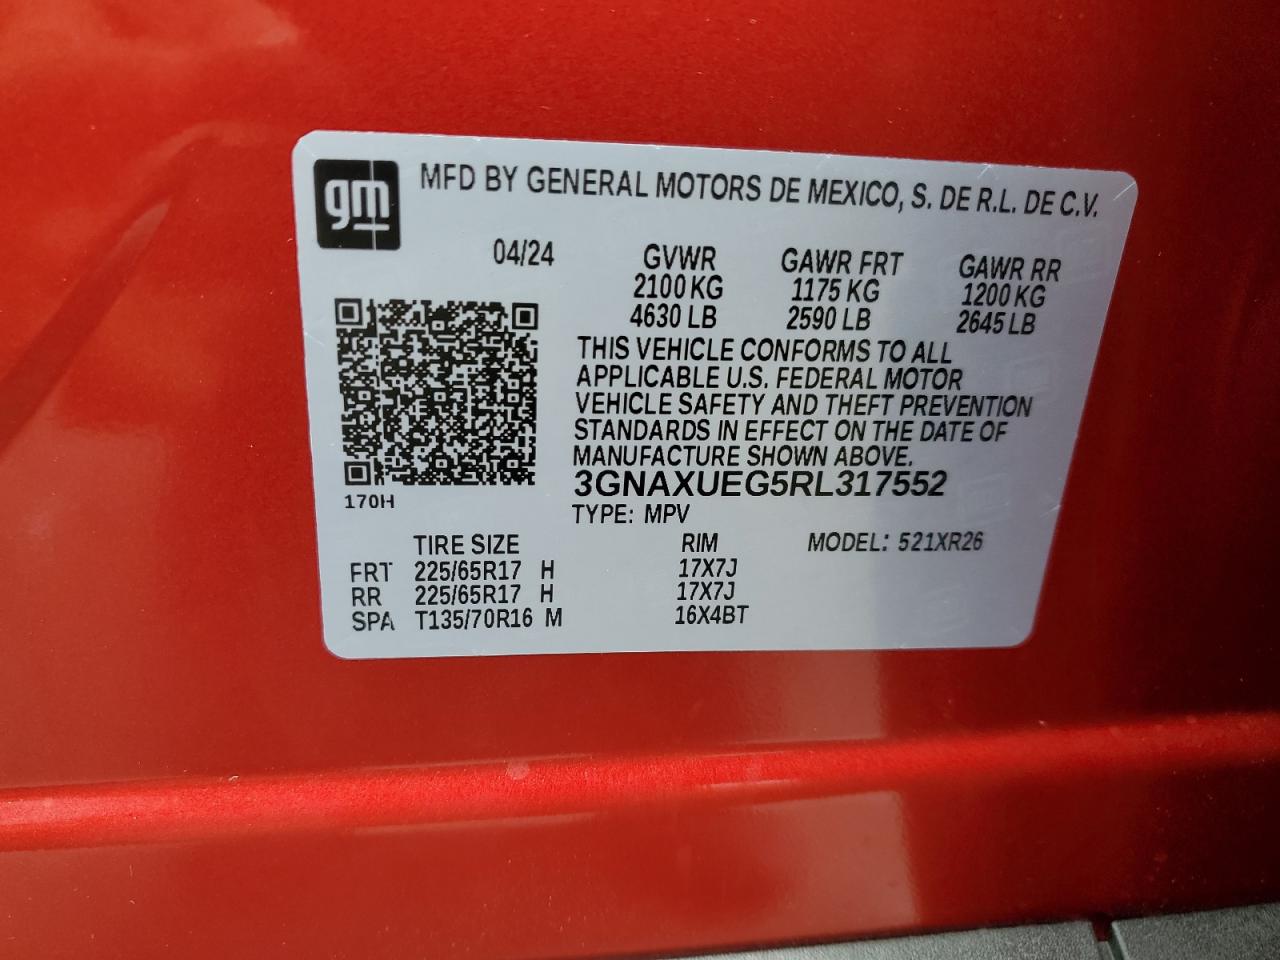 gm
MFD BY GENERAL MOTORS DE MEXICO, S. DE R.L. DE C.V.
04/24 GVWR GAWR FRT GAWR RR
2100 KG 1175 KG 1200 KG
4630 LB 2590 LB 2645 LB
THIS VEHICLE CONFORMS TO ALL
APPLICABLE U.S. FEDERAL MOTOR
VEHICLE SAFETY AND THEFT PREVENTION
STANDARDS IN EFFECT ON THE DATE OF
MANUFACTURE SHOWN ABOVE.
3GNAXUEG5RL317552
170H
TYPE: MPV
TIRE SIZE RIM MODEL: 521XR26
FRT 225/65R17 H 17X7J
RR 225/65R17 H 17X7J
SPA T135/70R16 M 16X4BT